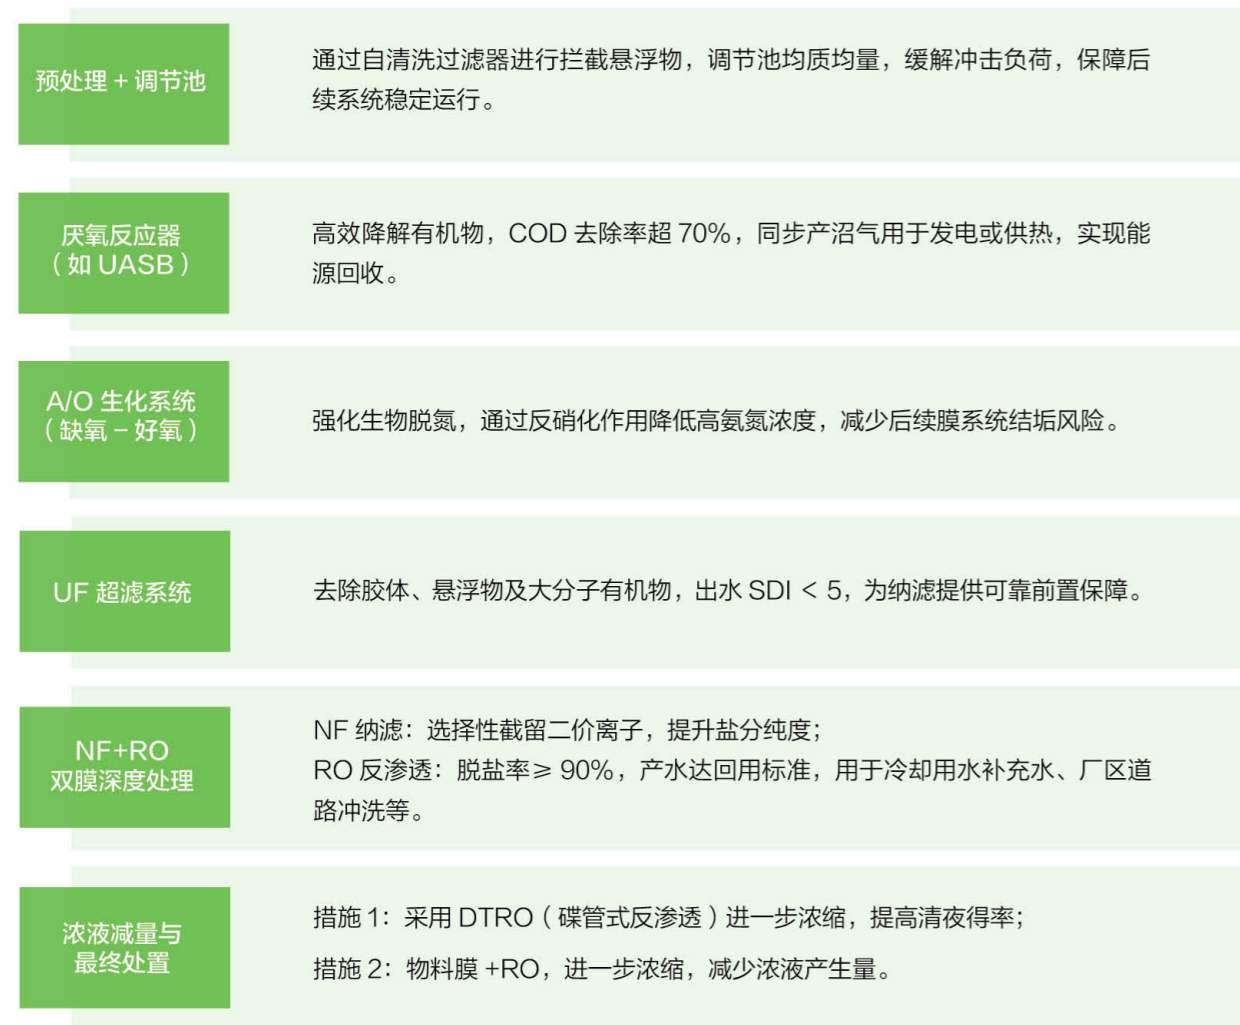 预处理 + 调节池
通过自清洗过滤器进行拦截悬浮物，调节池均质均量，缓解冲击负荷，保障后
续系统稳定运行。
厌氧反应器
（如 UASB）
高效降解有机物，COD 去除率超 70%，同步产沼气用于发电或供热，实现能
源回收。
A/O 生化系统
（缺氧 – 好氧）
强化生物脱氮，通过反硝化作用降低高氨氮浓度，减少后续膜系统结垢风险。
UF 超滤系统
去除胶体、悬浮物及大分子有机物，出水 SDI < 5，为纳滤提供可靠前置保障。
NF+RO
双膜深度处理
NF 纳滤：选择性截留二价离子，提升盐分纯度；
RO 反渗透：脱盐率≥ 90%，产水达回用标准，用于冷却用水补充水、厂区道
路冲洗等。
浓液减量与
最终处置
措施 1：采用 DTRO（碟管式反渗透）进一步浓缩，提高清夜得率；
措施 2：物料膜 +RO，进一步浓缩，减少浓液产生量。